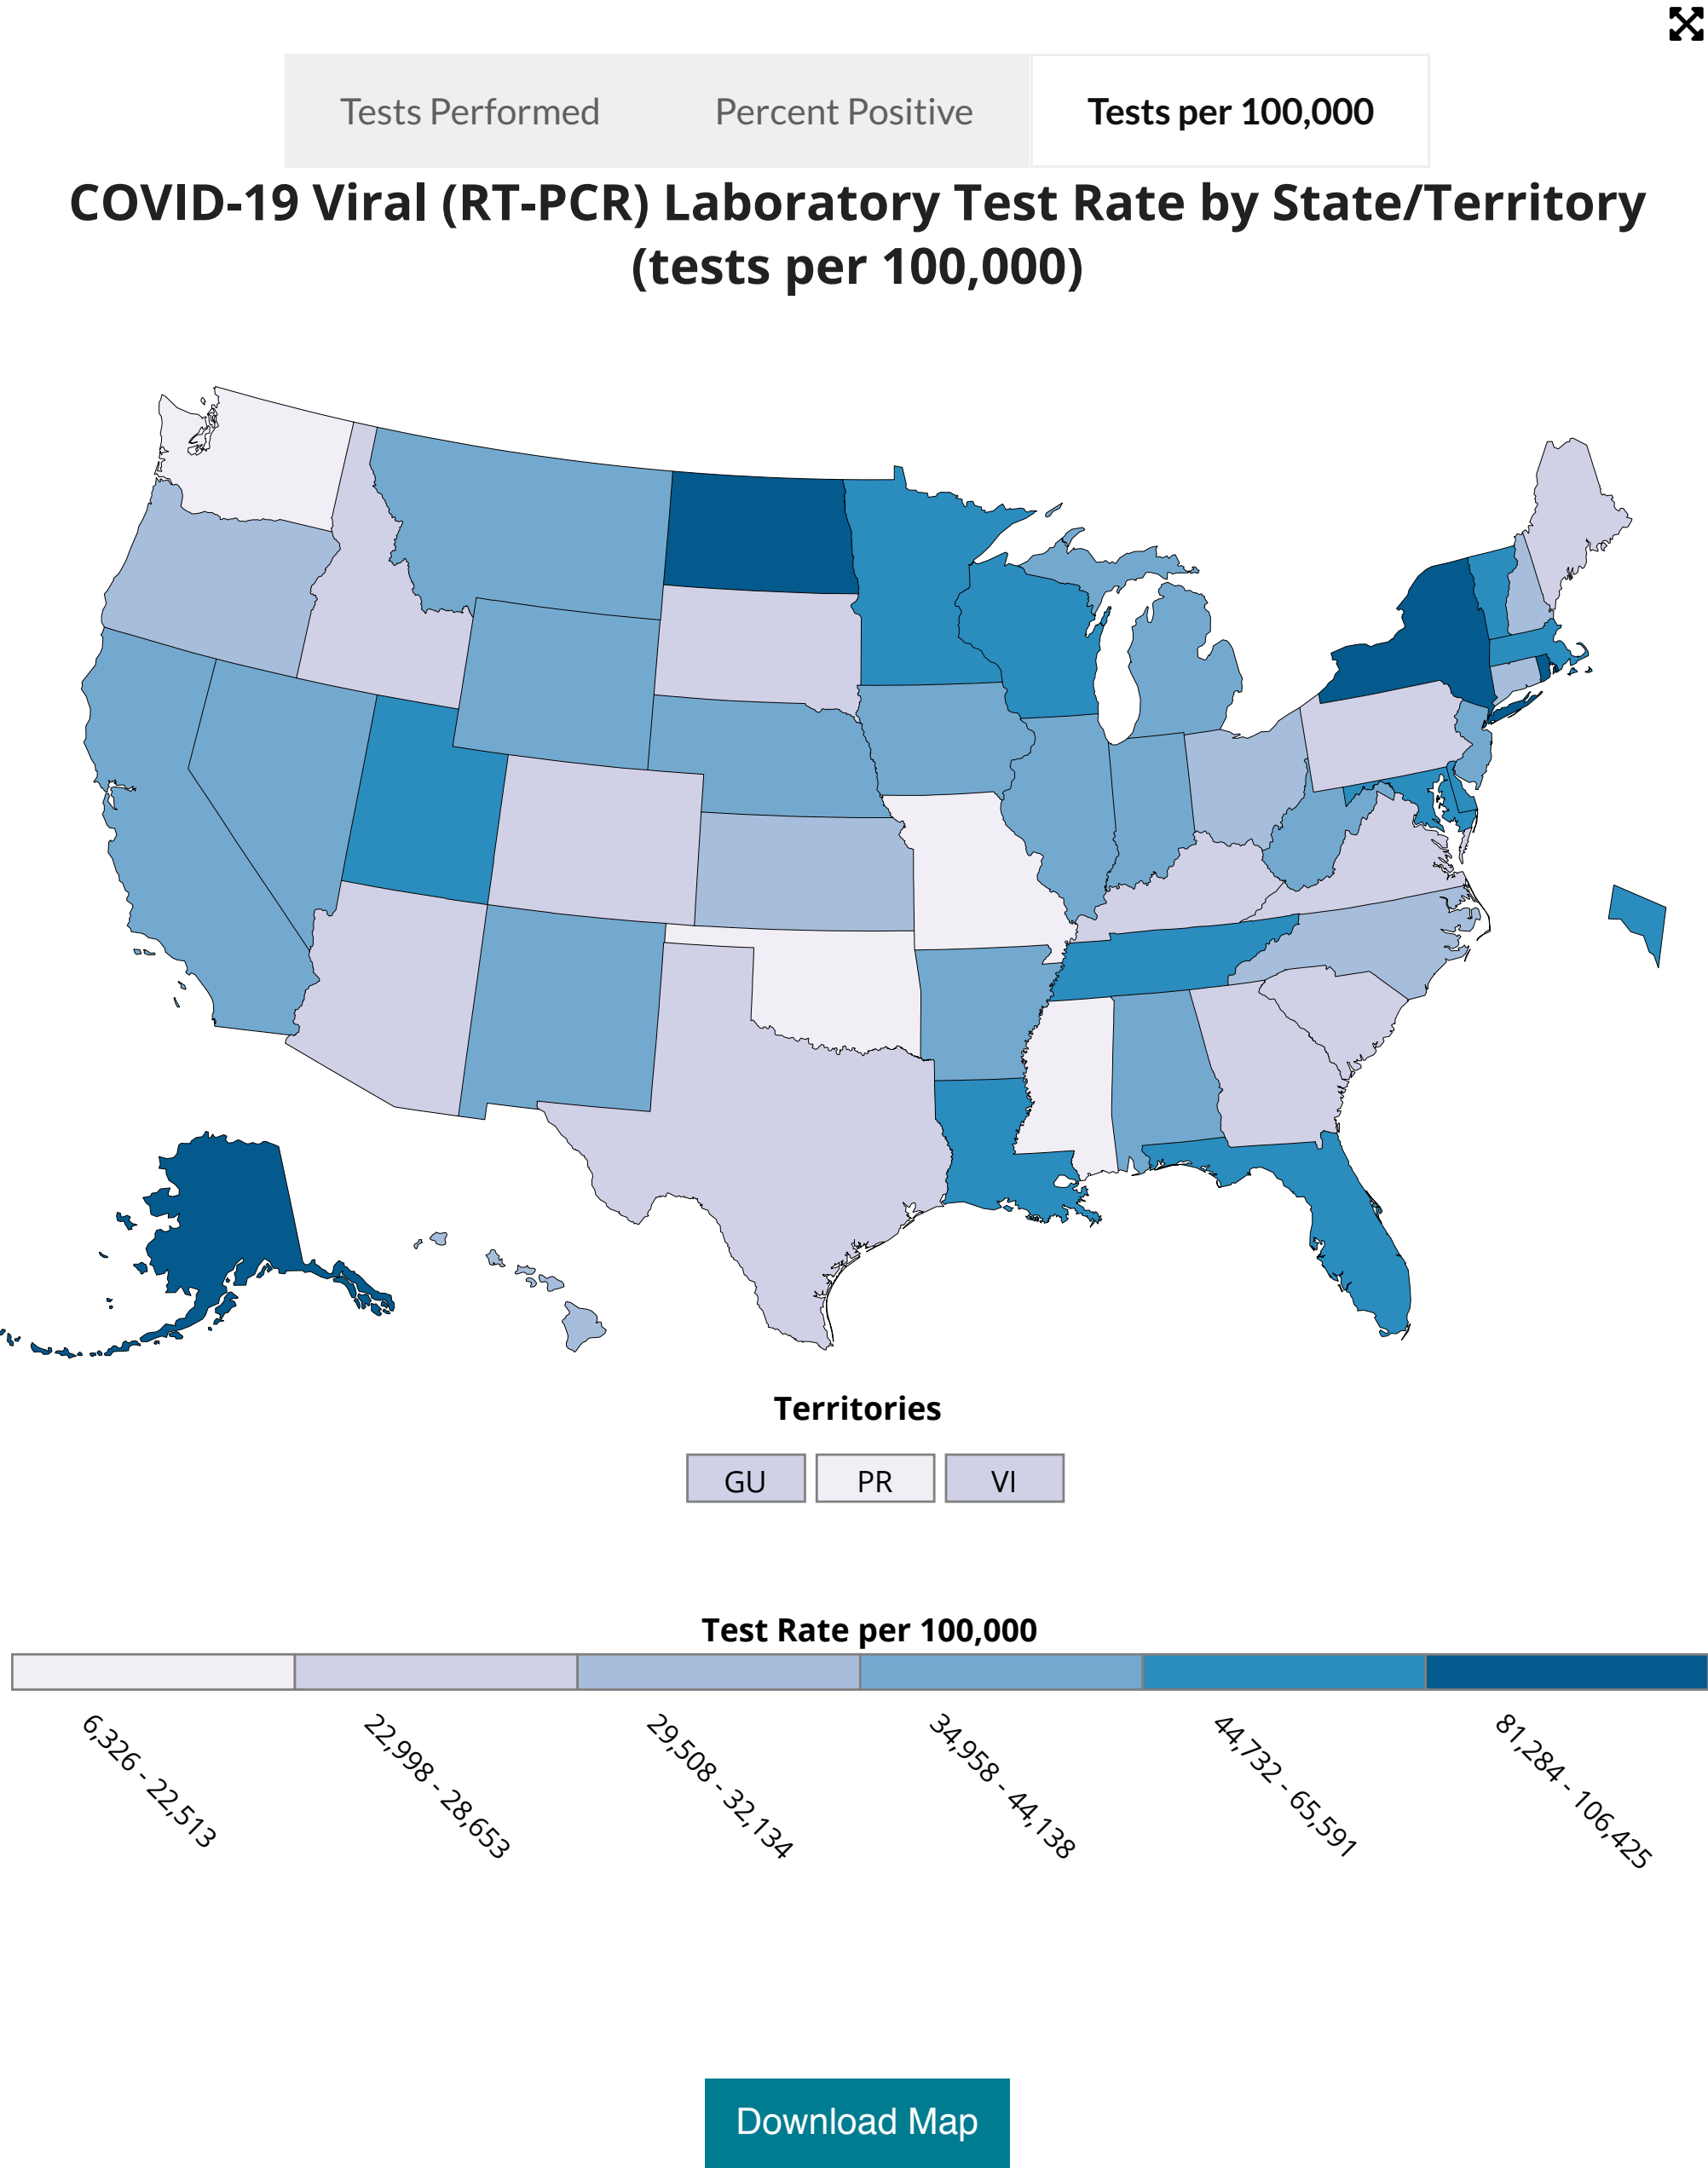 Tests Performed
Percent Positive
Tests per 100,000
COVID-19 Viral (RT-PCR) Laboratory Test Rate by State/Territory
(tests per 100,000)
Territories
GU
PR
VI
Test Rate per 100,000
6,326 - 22,513
22,998 - 28,653
29,508 - 32,134
34,958 - 44,138
44,732 - 65,591
81,284 - 106,425
Download Map